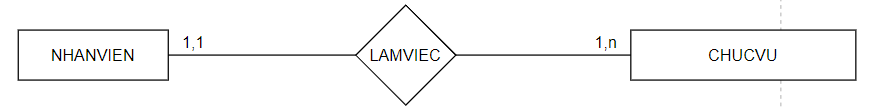 NHANVIEN
1,1
LAMVIEC
1,n
CHUCVU